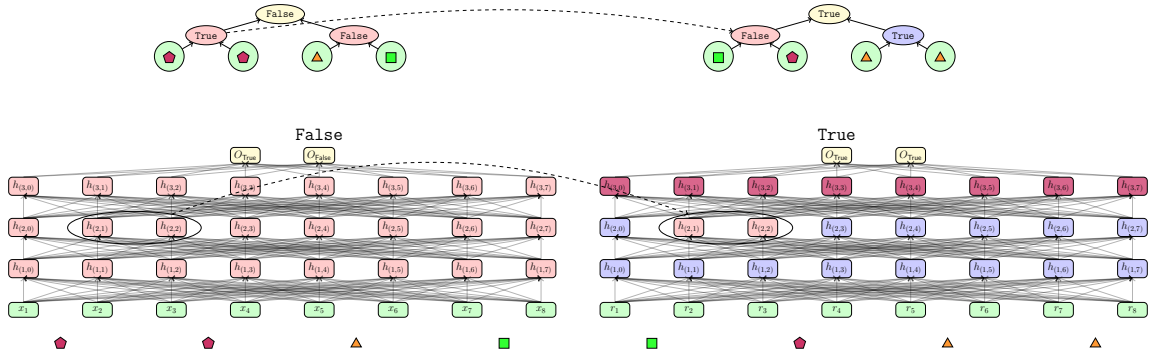 False True
True False False True
False True
O_True O_False O_True O_True
h_(3,0) h_(3,1) h_(3,2) h_(3,3) h_(3,4) h_(3,5) h_(3,6) h_(3,7) h_(3,0) h_(3,1) h_(3,2) h_(3,3) h_(3,4) h_(3,5) h_(3,6) h_(3,7)
h_(2,0) h_(2,1) h_(2,2) h_(2,3) h_(2,4) h_(2,5) h_(2,6) h_(2,7) h_(2,0) h_(2,1) h_(2,2) h_(2,3) h_(2,4) h_(2,5) h_(2,6) h_(2,7)
h_(1,0) h_(1,1) h_(1,2) h_(1,3) h_(1,4) h_(1,5) h_(1,6) h_(1,7) h_(1,0) h_(1,1) h_(1,2) h_(1,3) h_(1,4) h_(1,5) h_(1,6) h_(1,7)
x_1 x_2 x_3 x_4 x_5 x_6 x_7 x_8 r_1 r_2 r_3 r_4 r_5 r_6 r_7 r_8